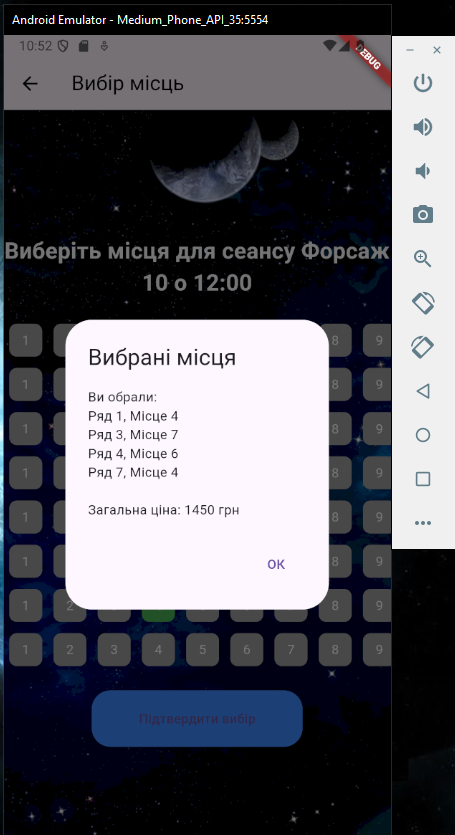 Android Emulator - Medium_Phone_API_35:5554
10:52
DEBUG
Вибір місць
Виберіть місця для сеансу Форсаж
10 о 12:00
1 8 9
1 8 9
1 8 9
1 8 9
1 8 9
1 8 9
1 2 8 9
1 2 3 4 5 6 7 8 9
Вибрані місця
Ви обрали:
Ряд 1, Місце 4
Ряд 3, Місце 7
Ряд 4, Місце 6
Ряд 7, Місце 4
Загальна ціна: 1450 грн
ОК
Підтвердити вибір